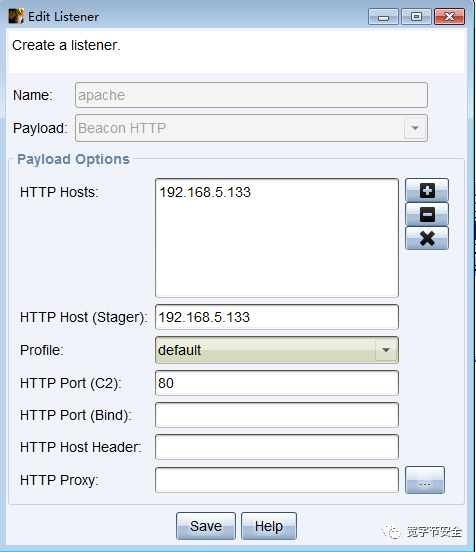 Edit Listener
Create a listener.
Name: apache
Payload: Beacon HTTP
Payload Options
HTTP Hosts: 192.168.5.133
HTTP Host (Stager): 192.168.5.133
Profile: default
HTTP Port (C2): 80
HTTP Port (Bind):
HTTP Host Header:
HTTP Proxy: ...
Save Help
宽字节安全